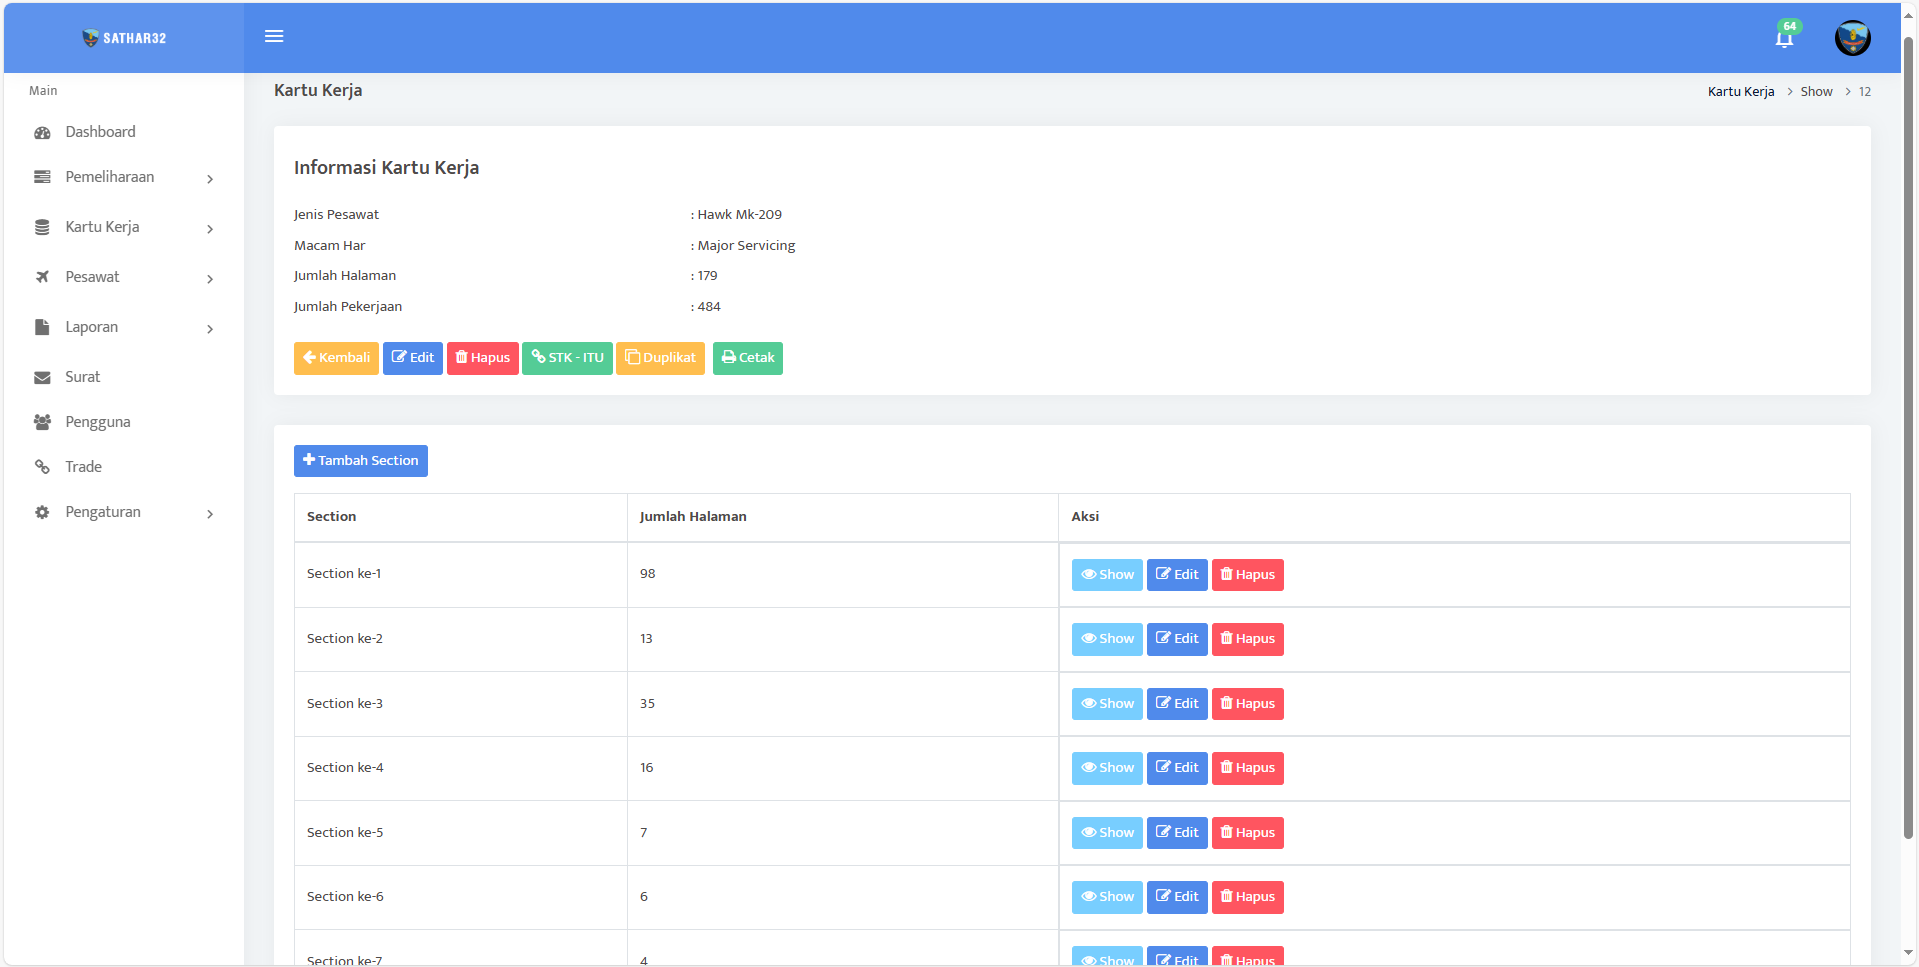 SATHAR32
64
Main
Dashboard
Pemeliharaan
Kartu Kerja
Pesawat
Laporan
Surat
Pengguna
Trade
Pengaturan
Kartu Kerja
Kartu Kerja > Show > 12
Informasi Kartu Kerja
Jenis Pesawat : Hawk Mk-209
Macam Har : Major Servicing
Jumlah Halaman : 179
Jumlah Pekerjaan : 484
Kembali Edit Hapus STK - ITU Duplikat Cetak
Tambah Section
Section Jumlah Halaman Aksi
Section ke-1 98 Show Edit Hapus
Section ke-2 13 Show Edit Hapus
Section ke-3 35 Show Edit Hapus
Section ke-4 16 Show Edit Hapus
Section ke-5 7 Show Edit Hapus
Section ke-6 6 Show Edit Hapus
Section ke-7 4 Show Edit Hapus